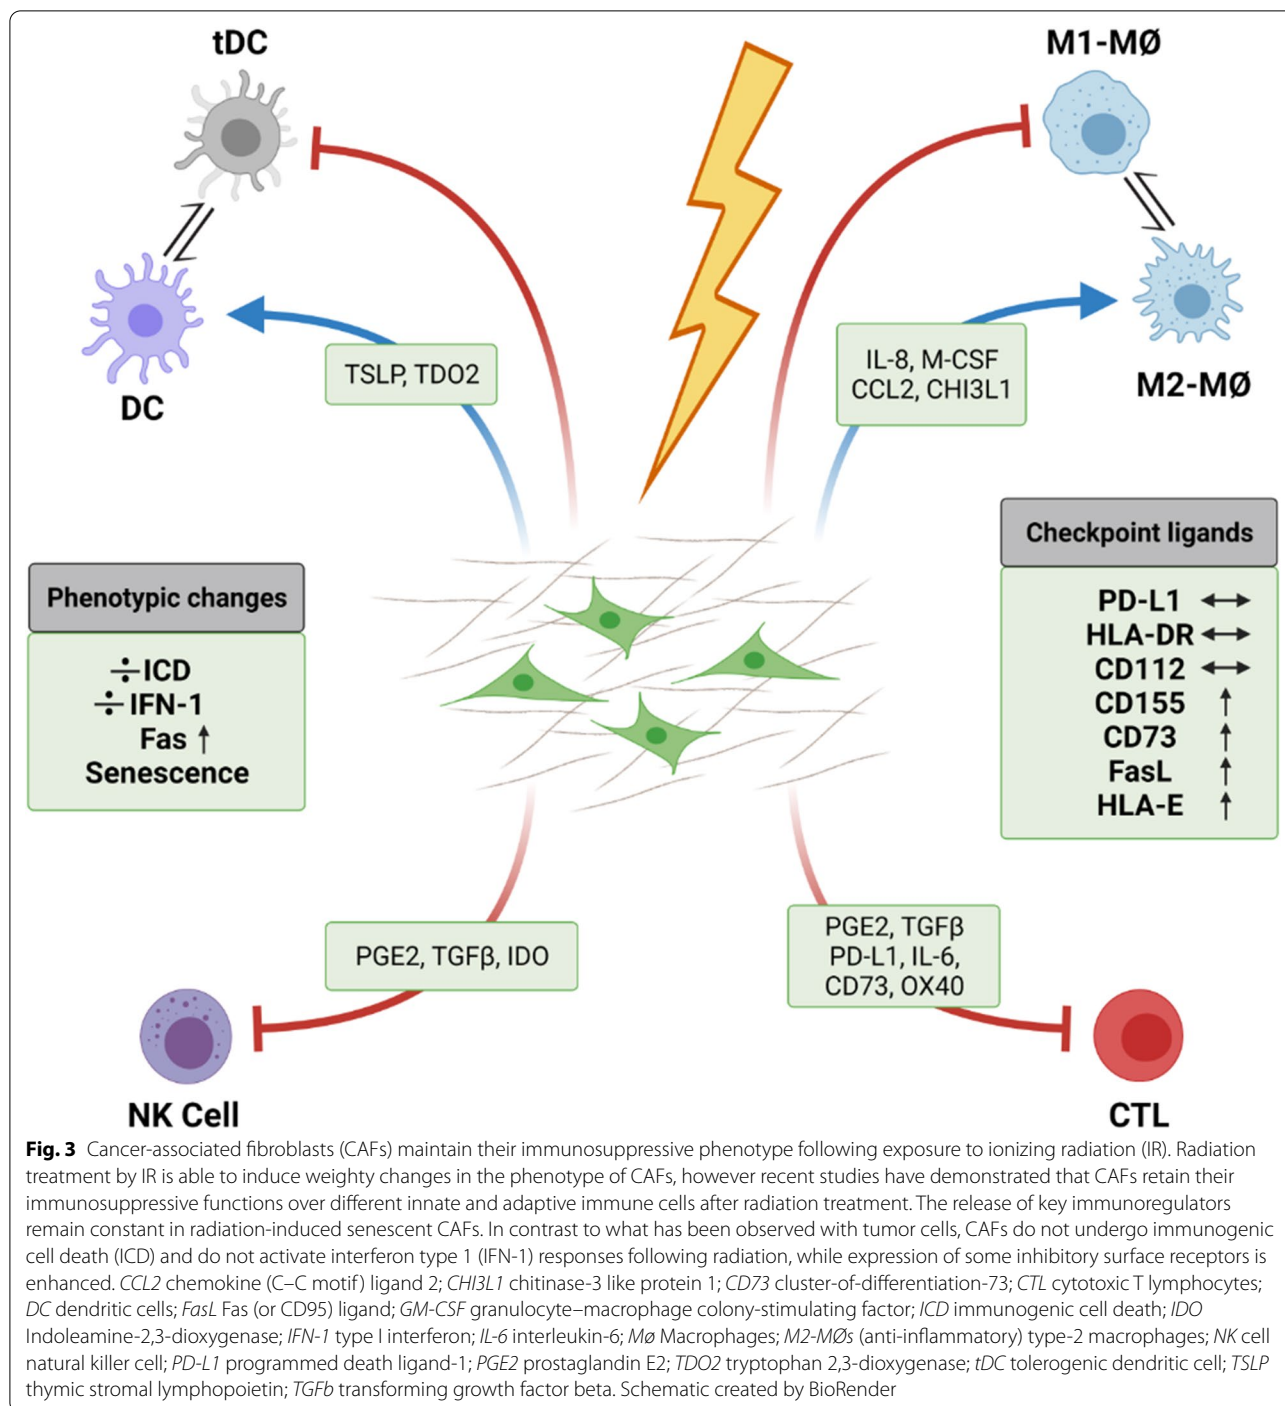 tDC
M1-MØ
DC
TSLP, TDO2
IL-8, M-CSF
CCL2, CHI3L1
M2-MØ
Phenotypic changes
÷ICD
÷IFN-1
Fas ↑
Senescence
Checkpoint ligands
PD-L1 ↔
HLA-DR ↔
CD112 ↔
CD155 ↑
CD73 ↑
FasL ↑
HLA-E ↑
PGE2, TGFβ, IDO
PGE2, TGFβ
PD-L1, IL-6,
CD73, OX40
NK Cell
CTL
Fig. 3 Cancer-associated fibroblasts (CAFs) maintain their immunosuppressive phenotype following exposure to ionizing radiation (IR). Radiation
treatment by IR is able to induce weighty changes in the phenotype of CAFs, however recent studies have demonstrated that CAFs retain their
immunosuppressive functions over different innate and adaptive immune cells after radiation treatment. The release of key immunoregulators
remain constant in radiation-induced senescent CAFs. In contrast to what has been observed with tumor cells, CAFs do not undergo immunogenic
cell death (ICD) and do not activate interferon type 1 (IFN-1) responses following radiation, while expression of some inhibitory surface receptors is
enhanced. CCL2 chemokine (C–C motif) ligand 2; CHI3L1 chitinase-3 like protein 1; CD73 cluster-of-differentiation-73; CTL cytotoxic T lymphocytes;
DC dendritic cells; FasL Fas (or CD95) ligand; GM-CSF granulocyte–macrophage colony-stimulating factor; ICD immunogenic cell death; IDO
Indoleamine-2,3-dioxygenase; IFN-1 type I interferon; IL-6 interleukin-6; Mø Macrophages; M2-MØs (anti-inflammatory) type-2 macrophages; NK cell
natural killer cell; PD-L1 programmed death ligand-1; PGE2 prostaglandin E2; TDO2 tryptophan 2,3-dioxygenase; tDC tolerogenic dendritic cell; TSLP
thymic stromal lymphopoietin; TGFb transforming growth factor beta. Schematic created by BioRender